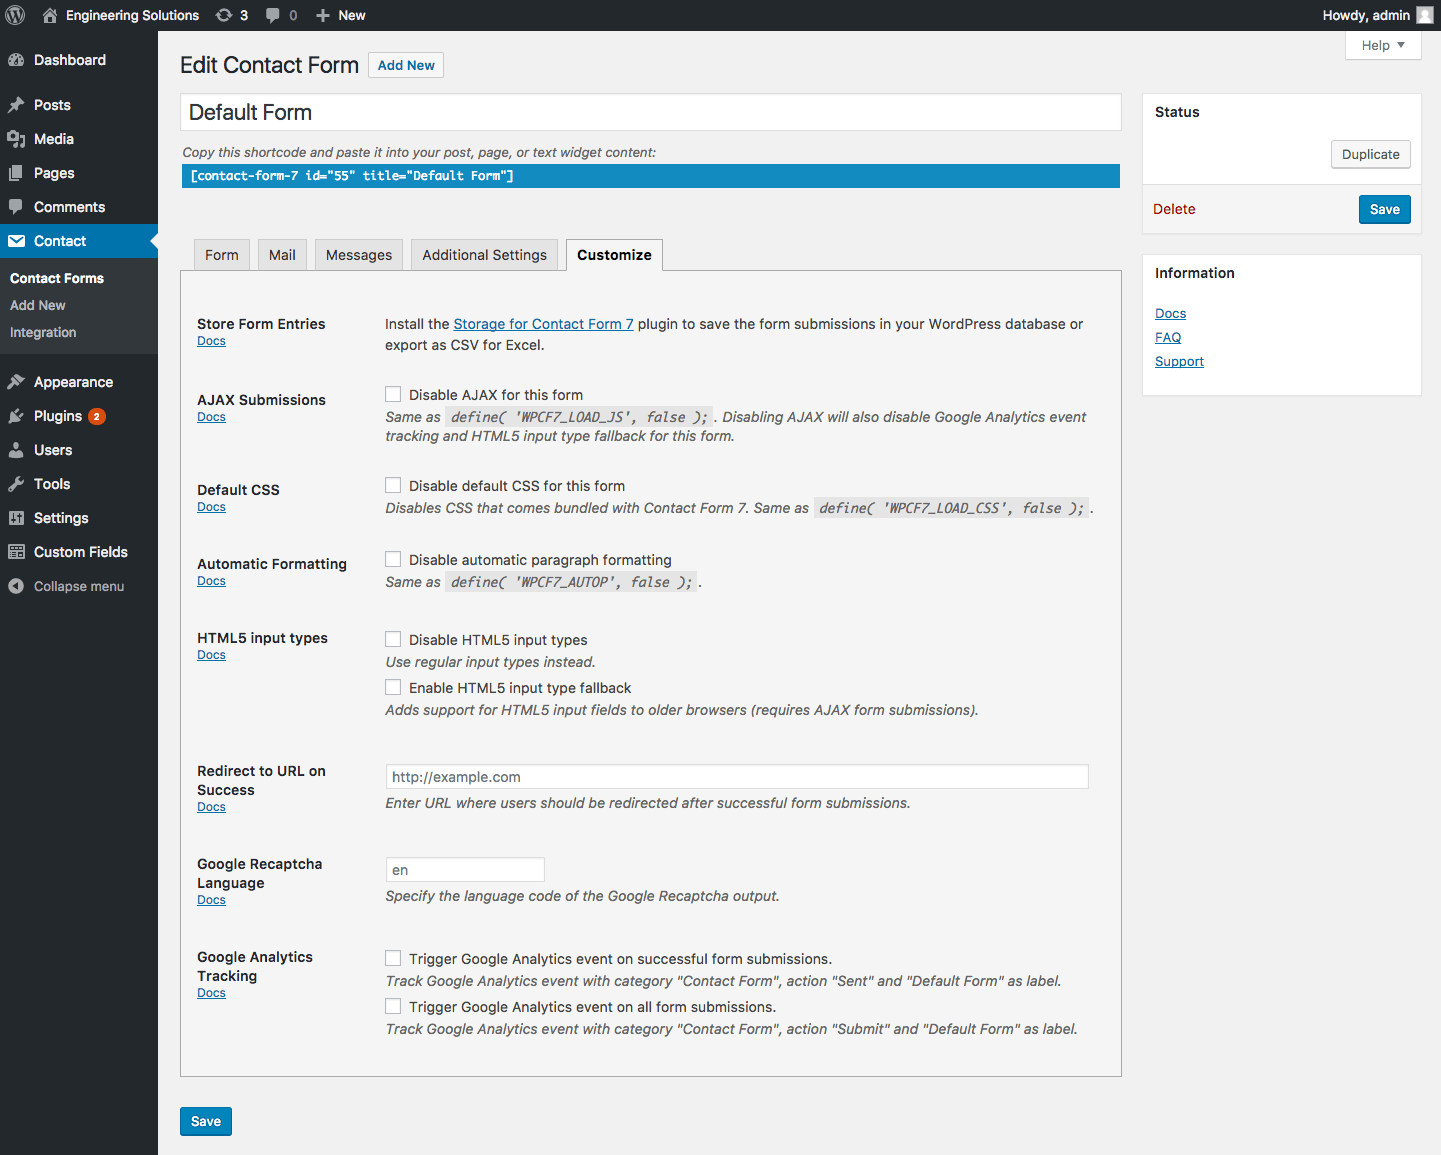 Engineering Solutions
3
0
New
Howdy, admin
Dashboard
Posts
Media
Pages
Comments
Contact
Contact Forms
Add New
Integration
Appearance
Plugins 2
Users
Tools
Settings
Custom Fields
Collapse menu
Help
Edit Contact Form
Add New
Default Form
Copy this shortcode and paste it into your post, page, or text widget content:
[contact-form-7 id="55" title="Default Form"]
Form
Mail
Messages
Additional Settings
Customize
Store Form Entries
Docs
Install the Storage for Contact Form 7 plugin to save the form submissions in your WordPress database or
export as CSV for Excel.
AJAX Submissions
Docs
Disable AJAX for this form
Same as define( 'WPCF7_LOAD_JS', false ); . Disabling AJAX will also disable Google Analytics event
tracking and HTML5 input type fallback for this form.
Default CSS
Docs
Disable default CSS for this form
Disables CSS that comes bundled with Contact Form 7. Same as define( 'WPCF7_LOAD_CSS', false ); .
Automatic Formatting
Docs
Disable automatic paragraph formatting
Same as define( 'WPCF7_AUTOP', false ); .
HTML5 input types
Docs
Disable HTML5 input types
Use regular input types instead.
Enable HTML5 input type fallback
Adds support for HTML5 input fields to older browsers (requires AJAX form submissions).
Redirect to URL on
Success
Docs
http://example.com
Enter URL where users should be redirected after successful form submissions.
Google Recaptcha
Language
Docs
en
Specify the language code of the Google Recaptcha output.
Google Analytics
Tracking
Docs
Trigger Google Analytics event on successful form submissions.
Track Google Analytics event with category "Contact Form", action "Sent" and "Default Form" as label.
Trigger Google Analytics event on all form submissions.
Track Google Analytics event with category "Contact Form", action "Submit" and "Default Form" as label.
Save
Status
Duplicate
Delete
Save
Information
Docs
FAQ
Support